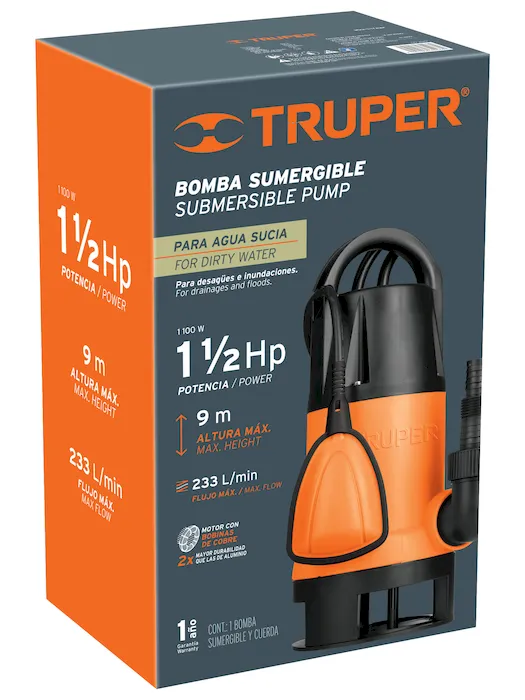 TRUPER®
BOMBA SUMERGIBLE
SUBMERSIBLE PUMP
PARA AGUA SUCIA
FOR DIRTY WATER
Para desagües e inundaciones.
For drainages and floods.
1 100 W
1 ½ Hp
POTENCIA / POWER
9 m
ALTURA MÁX.
MAX. HEIGHT
233 L/min
FLUJO MÁX. / MAX. FLOW
MOTOR CON
BOBINAS
DE COBRE
2x MAYOR DURABILIDAD
QUE LAS DE ALUMINIO
1 año
Garantía
Warranty
CONT.: 1 BOMBA
SUMERGIBLE Y CUERDA
TRUPER
1 100 W
1 ½ Hp
POTENCIA / POWER
9 m
ALTURA MÁX.
MAX. HEIGHT
233 L/min
FLUJO MÁX.
MAX FLOW